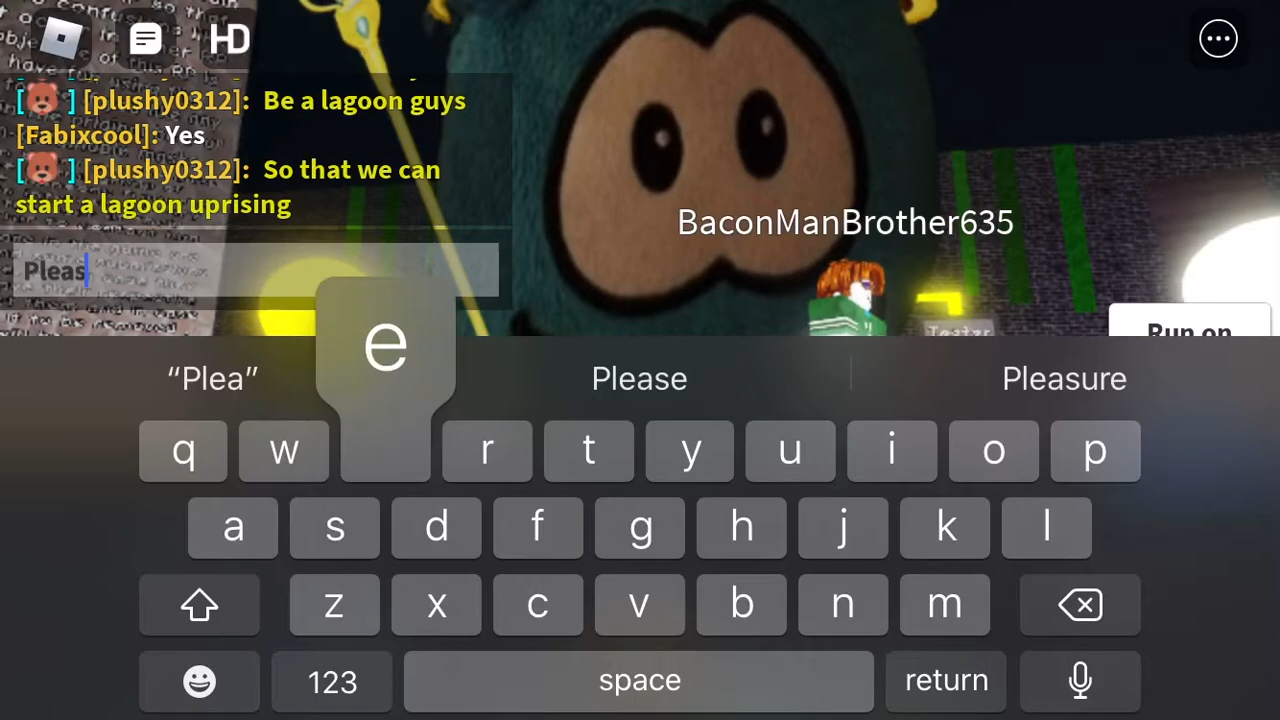 HD
[🐻 ] [plushy0312]: Be a lagoon guys
[Fabixcool]: Yes
[🐻 ] [plushy0312]: So that we can
start a lagoon uprising
BaconManBrother635
Pleas
Run on
e
“Plea” Please Pleasure
q w r t y u i o p
a s d f g h j k l
z x c v b n m
123 space return